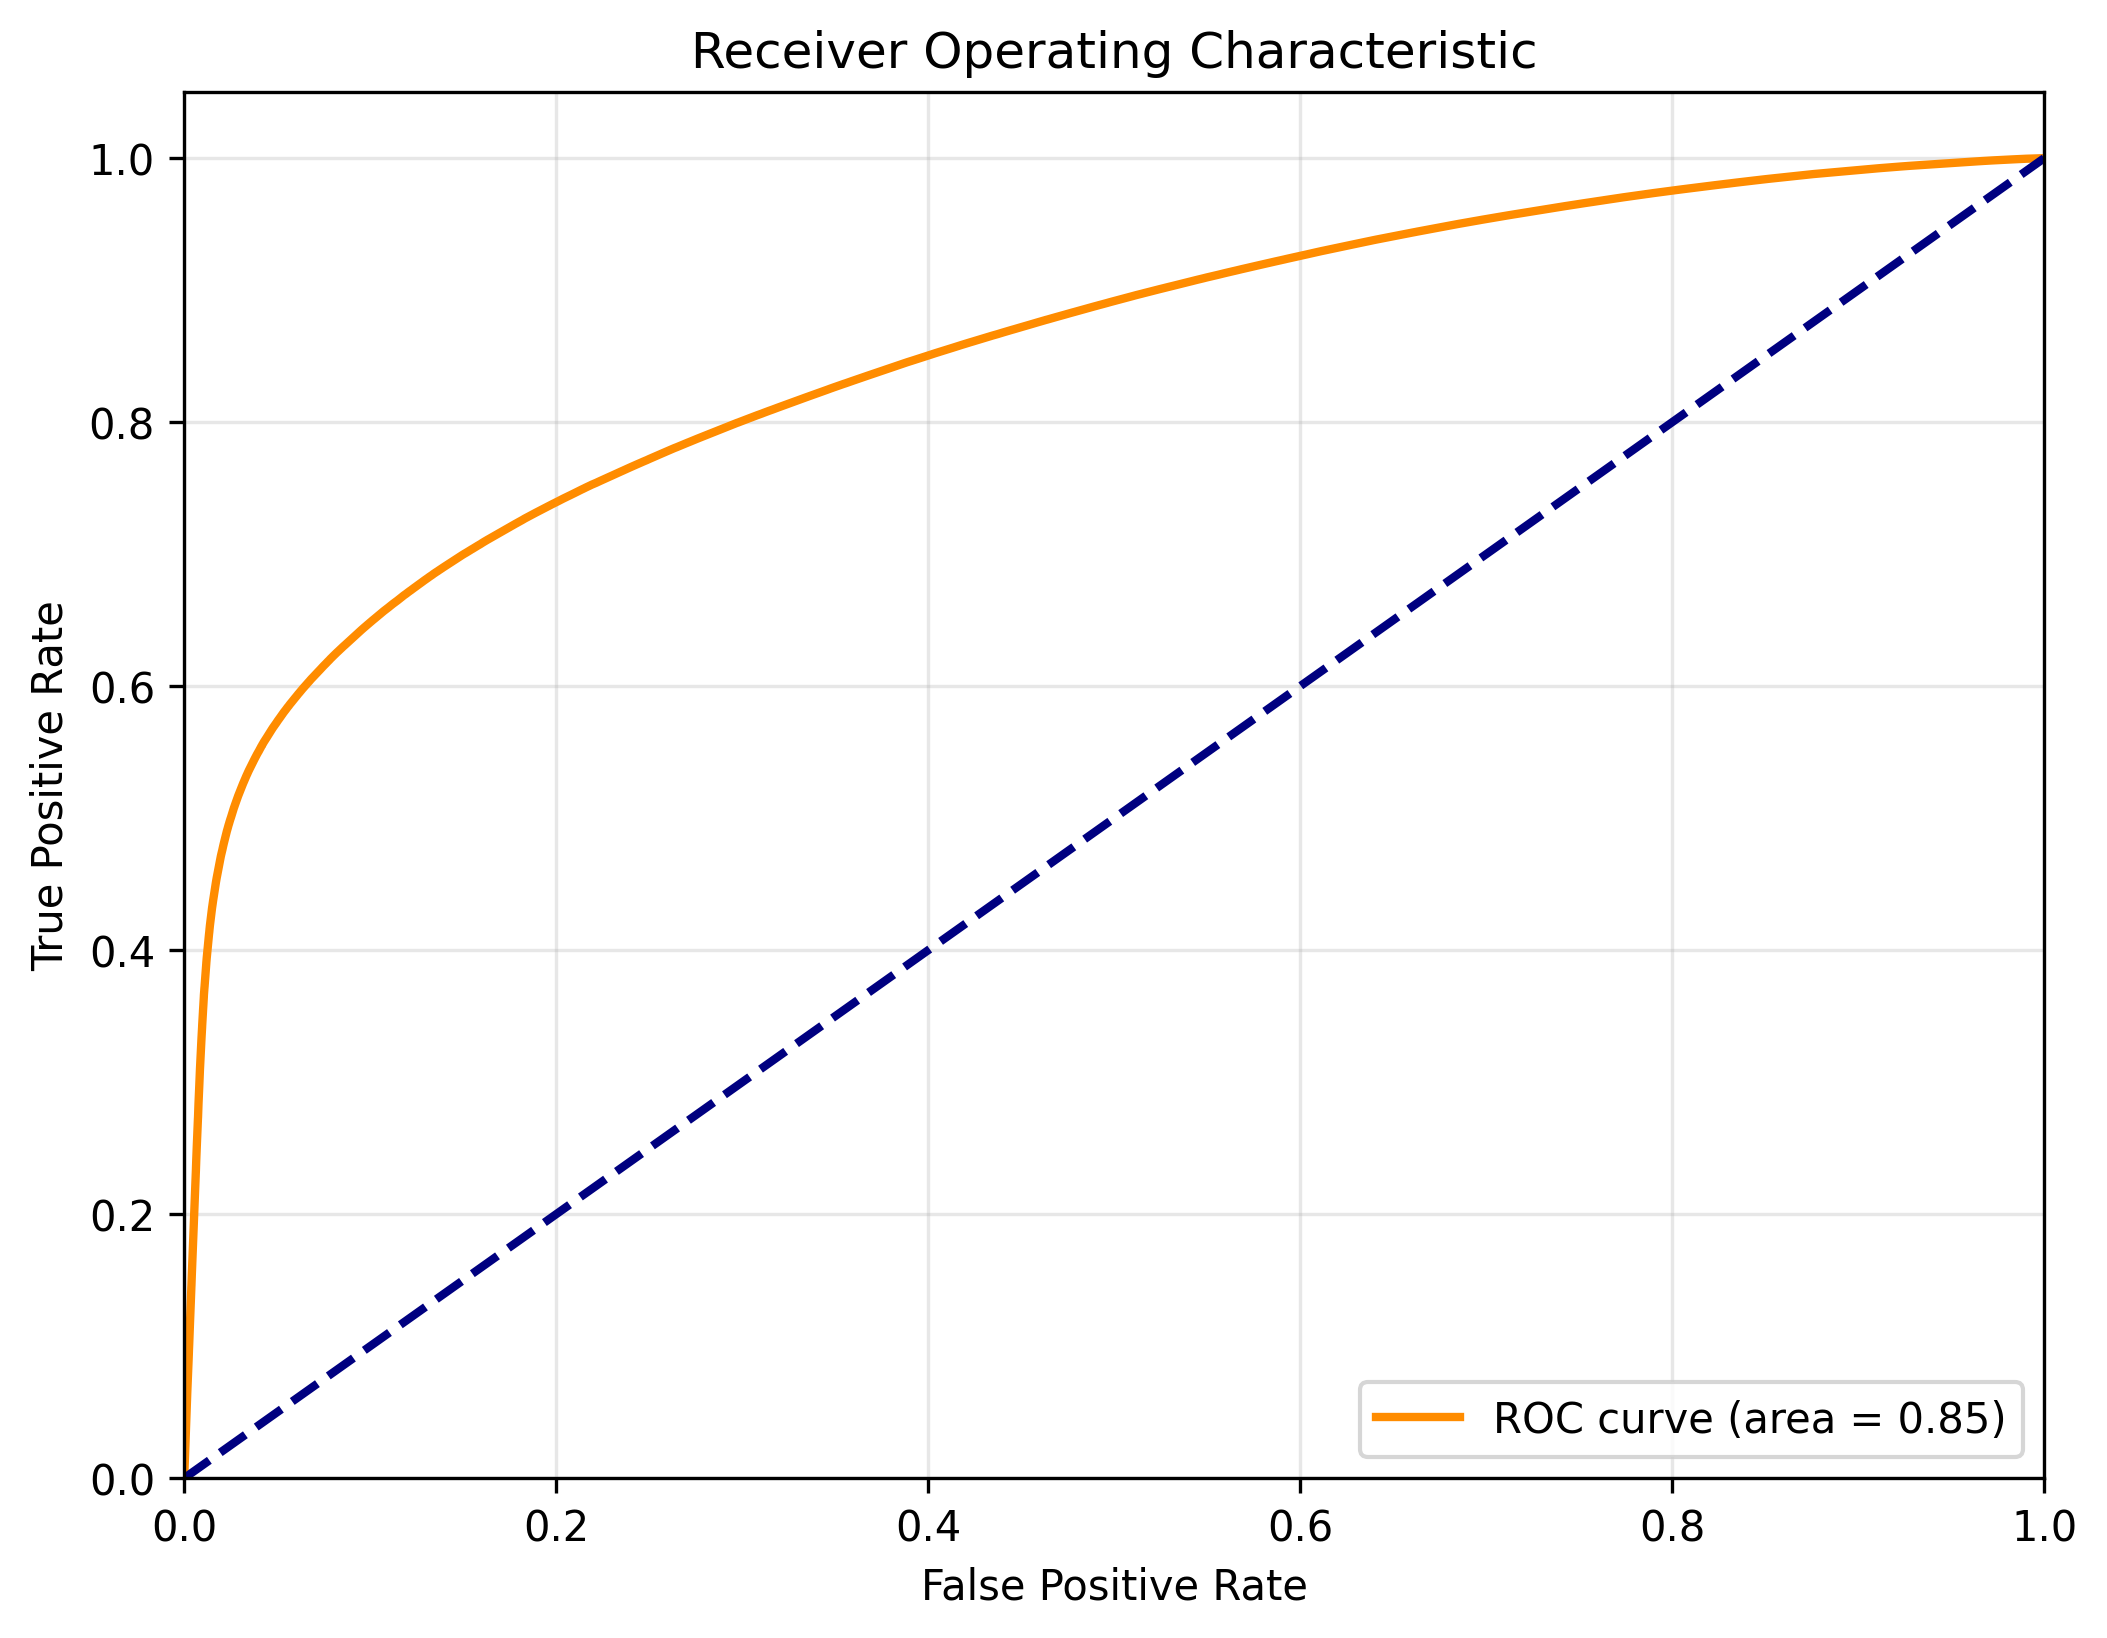 Receiver Operating Characteristic
1.0
0.8
0.6
0.4
0.2
0.0
True Positive Rate
ROC curve (area = 0.85)
0.0 0.2 0.4 0.6 0.8 1.0
False Positive Rate